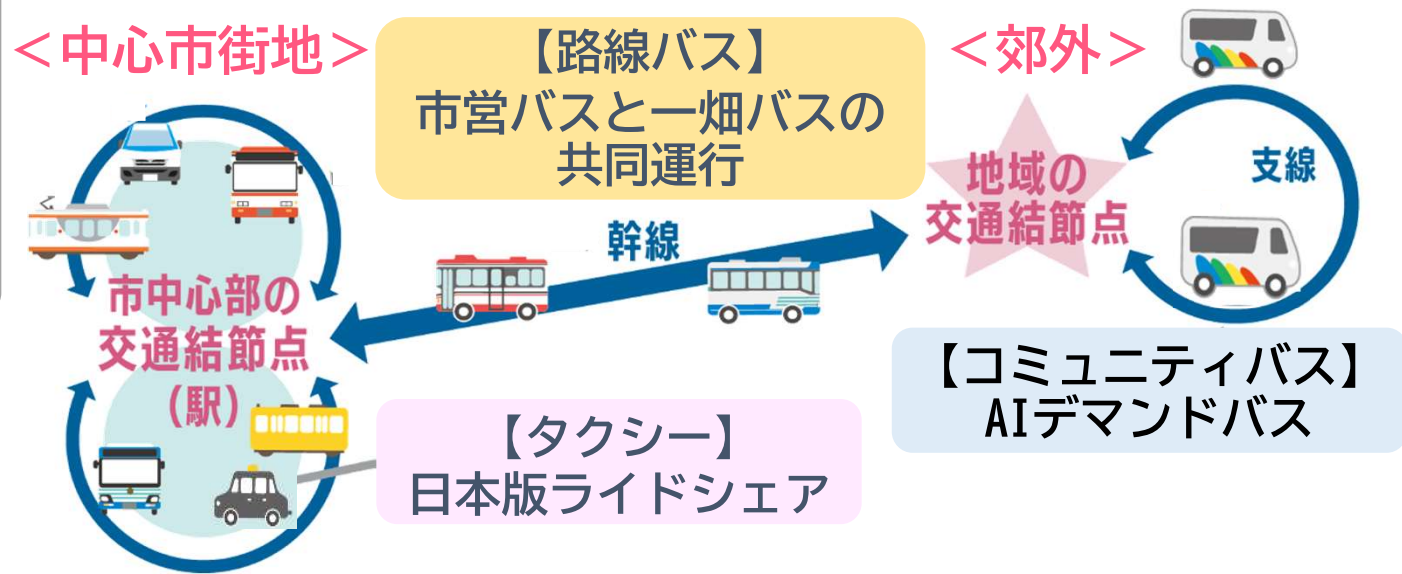 ＜中心市街地＞
【路線バス】
市営バスと一畑バスの
共同運行
＜郊外＞
地域の
交通結節点
支線
幹線
市中心部の
交通結節点
（駅）
【タクシー】
日本版ライドシェア
【コミュニティバス】
AIデマンドバス